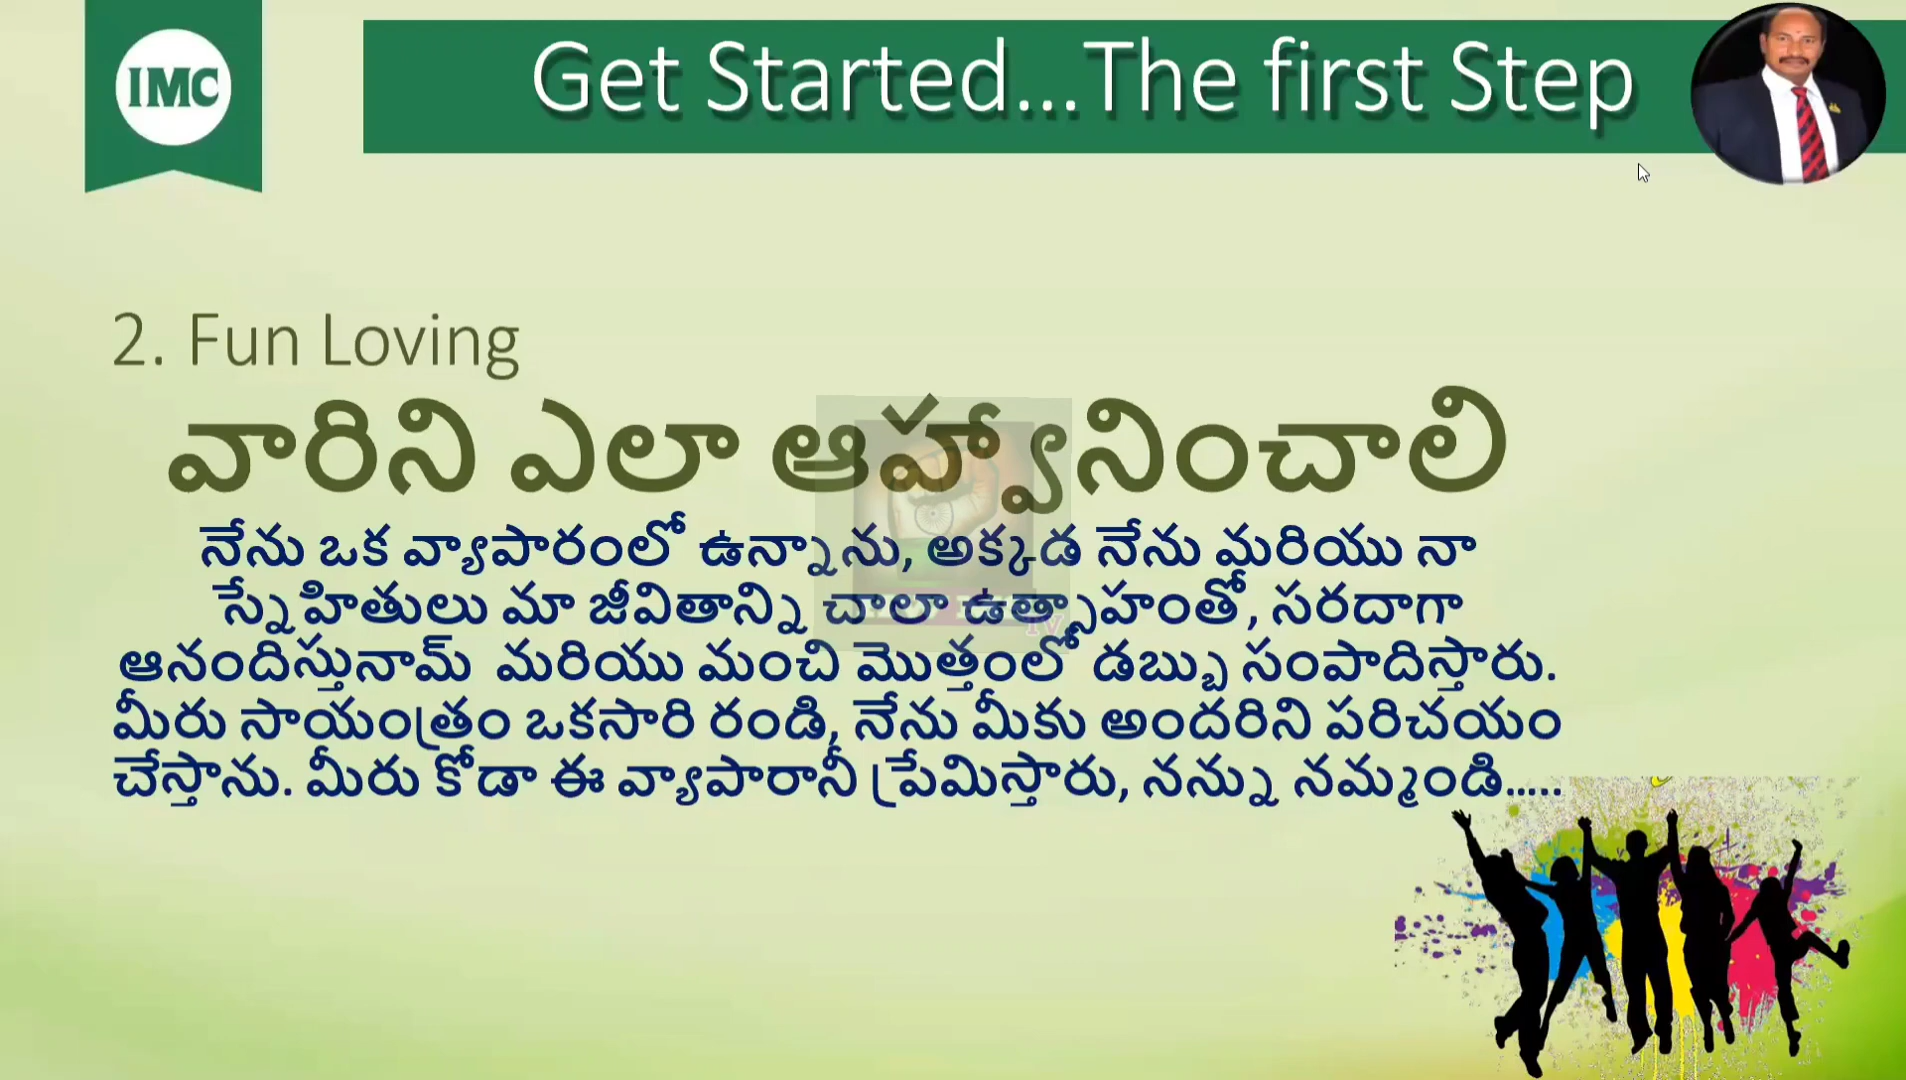 IMC
Get Started...The first Step
2. Fun Loving
వారిని ఎలా ఆహ్వానించాలి
నేను ఒక వ్యాపారంలో ఉన్నాను, అక్కడ నేను మరియు నా
స్నేహితులు మా జీవితాన్ని చాలా ఉత్సాహంతో, సరదాగా
ఆనందిస్తునామ్ మరియు మంచి మొత్తంలో డబ్బు సంపాదిస్తారు.
మీరు సాయంత్రం ఒకసారి రండి, నేను మీకు అందరిని పరిచయం
చేస్తాను. మీరు కోడా ఈ వ్యాపారానీ ప్రేమిస్తారు, నన్ను నమ్మండి.....
TV